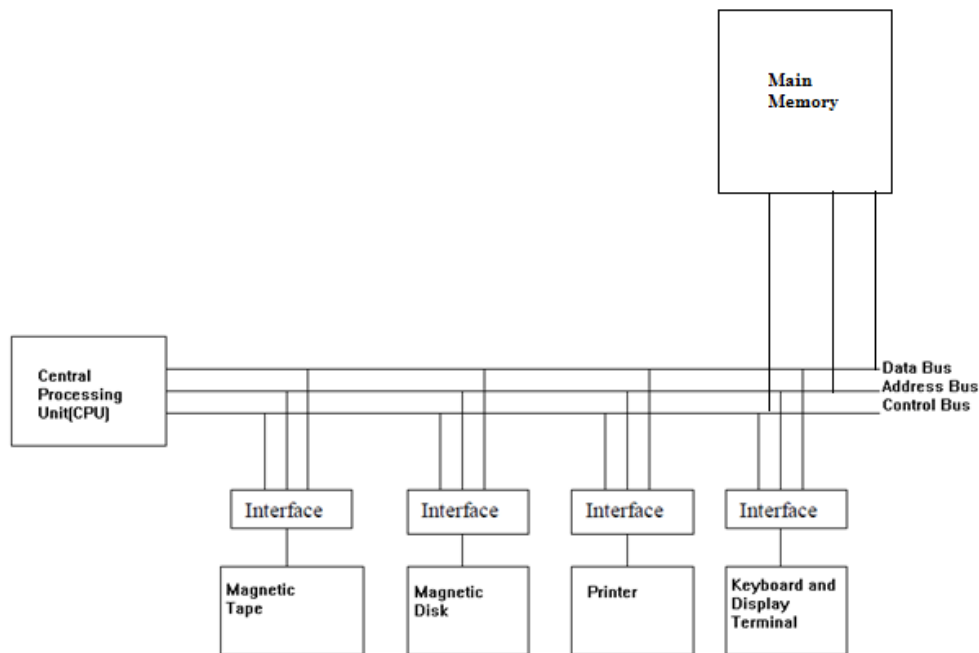 Main
Memory
Central
Processing
Unit(CPU)
Data Bus
Address Bus
Control Bus
Interface
Interface
Interface
Interface
Magnetic
Tape
Magnetic
Disk
Printer
Keyboard and
Display
Terminal